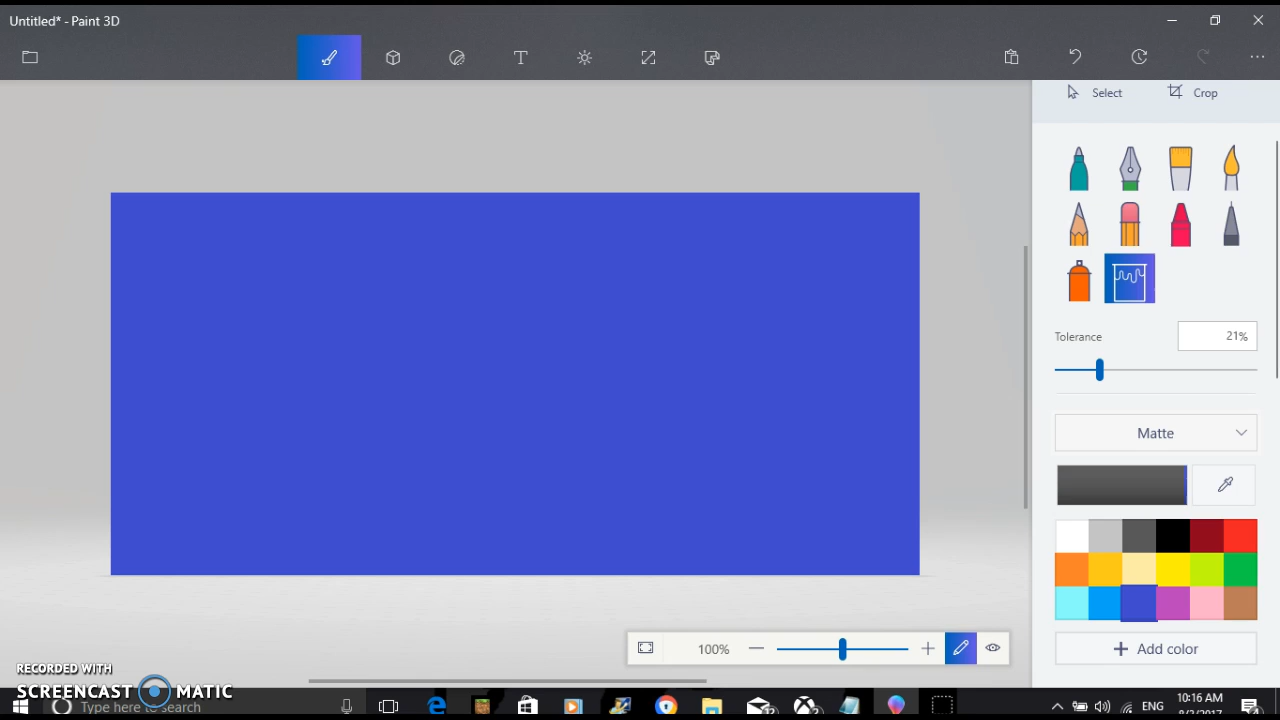 Untitled* - Paint 3D
T
Select
Crop
Tolerance
21%
Matte
Add color
100%
RECORDED WITH
SCREENCAST MATIC
Type here to search
ENG
10:16 AM